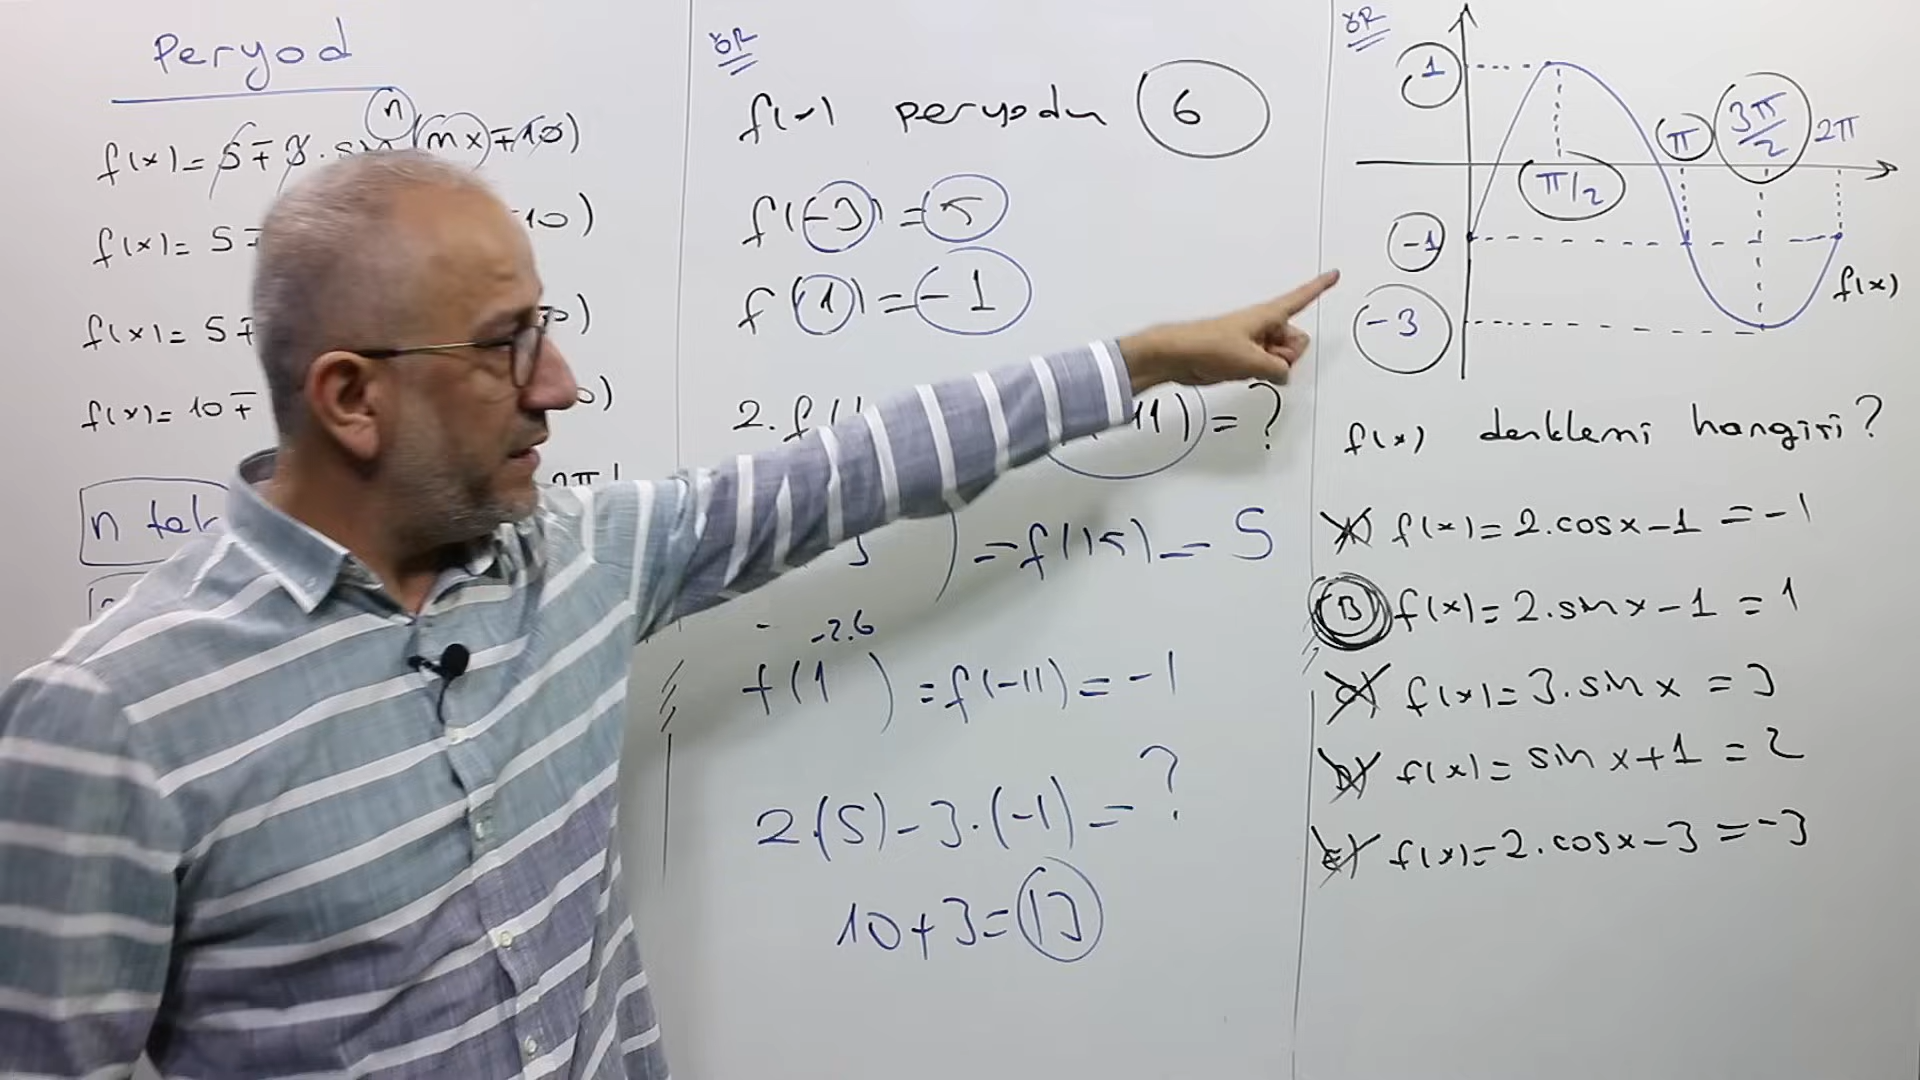 Peryod
n
f(x)= 5∓3.sin(mx∓10)
f(x)= 5∓ 10)
f(x)= 5∓ )
f(x)= 10∓ )
2π
n tek
ÖR
f(x) peryodu 6
f(-3)=5
f(1)=-1
2.f( 11)=?
3 )=f(15)=5
-2.6
f(1 )=f(-11)=-1
2.(5)-3.(-1)=?
10+3=13
ÖR
1
π 3π/2 2π
π/2
-1
f(x)
-3
f(x) denklemi hangisi?
A) f(x)=2.cosx-1=-1
B) f(x)=2.sinx-1=1
C) f(x)=3.sinx=3
D) f(x)=sinx+1=2
E) f(x)=2.cosx-3=-3